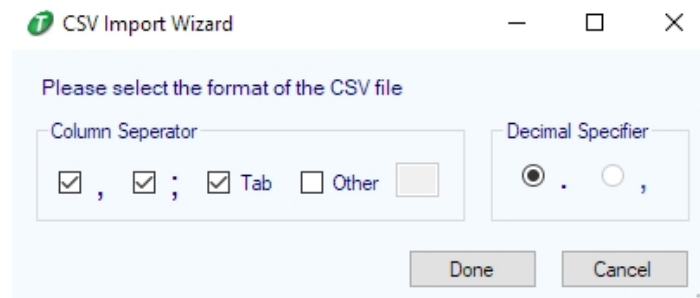 CSV Import Wizard
Please select the format of the CSV file
Column Seperator
Decimal Specifier
, ; Tab Other
. ,
Done Cancel